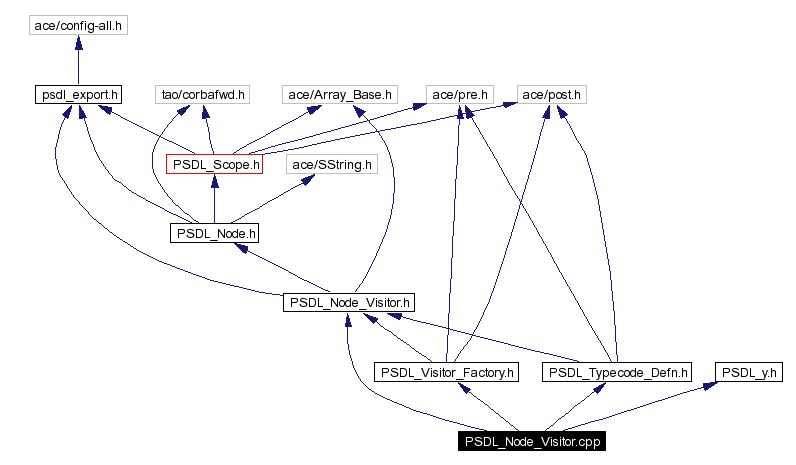 ace/config-all.h
psdl_export.h
tao/corbafwd.h
ace/Array_Base.h
ace/pre.h
ace/post.h
PSDL_Scope.h
ace/SString.h
PSDL_Node.h
PSDL_Node_Visitor.h
PSDL_Visitor_Factory.h
PSDL_Typecode_Defn.h
PSDL_y.h
PSDL_Node_Visitor.cpp